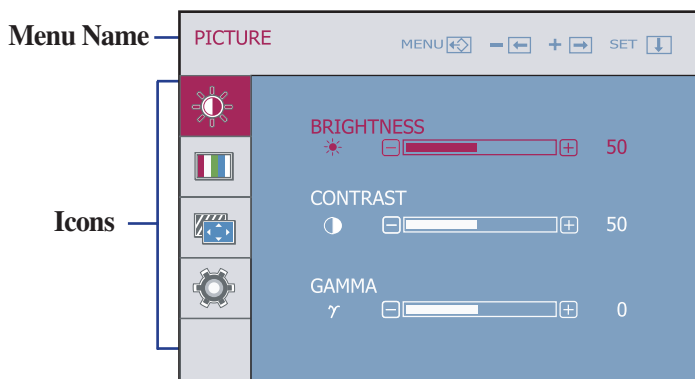 Menu Name
PICTURE MENU - + SET
BRIGHTNESS
- + 50
Icons
CONTRAST
- + 50
GAMMA
γ - + 0